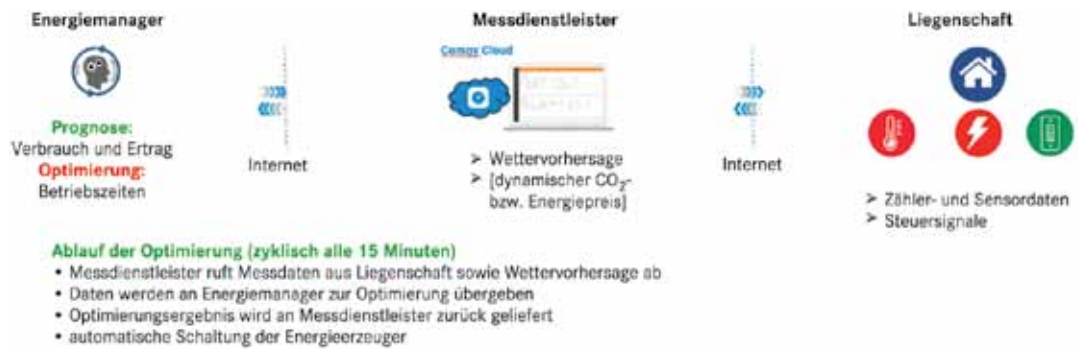 Energiemanager
Prognose:
Verbrauch und Ertrag
Optimierung:
Betriebszeiten
Internet
Messdienstleister
Comgy Cloud
➢ Wettervorhersage
➢ [dynamischer CO₂-
bzw. Energiepreis]
Internet
Liegenschaft
➢ Zähler- und Sensordaten
➢ Steuersignale
Ablauf der Optimierung (zyklisch alle 15 Minuten)
• Messdienstleister ruft Messdaten aus Liegenschaft sowie Wettervorhersage ab
• Daten werden an Energiemanager zur Optimierung übergeben
• Optimierungsergebnis wird an Messdienstleister zurück geliefert
• automatische Schaltung der Energieerzeuger